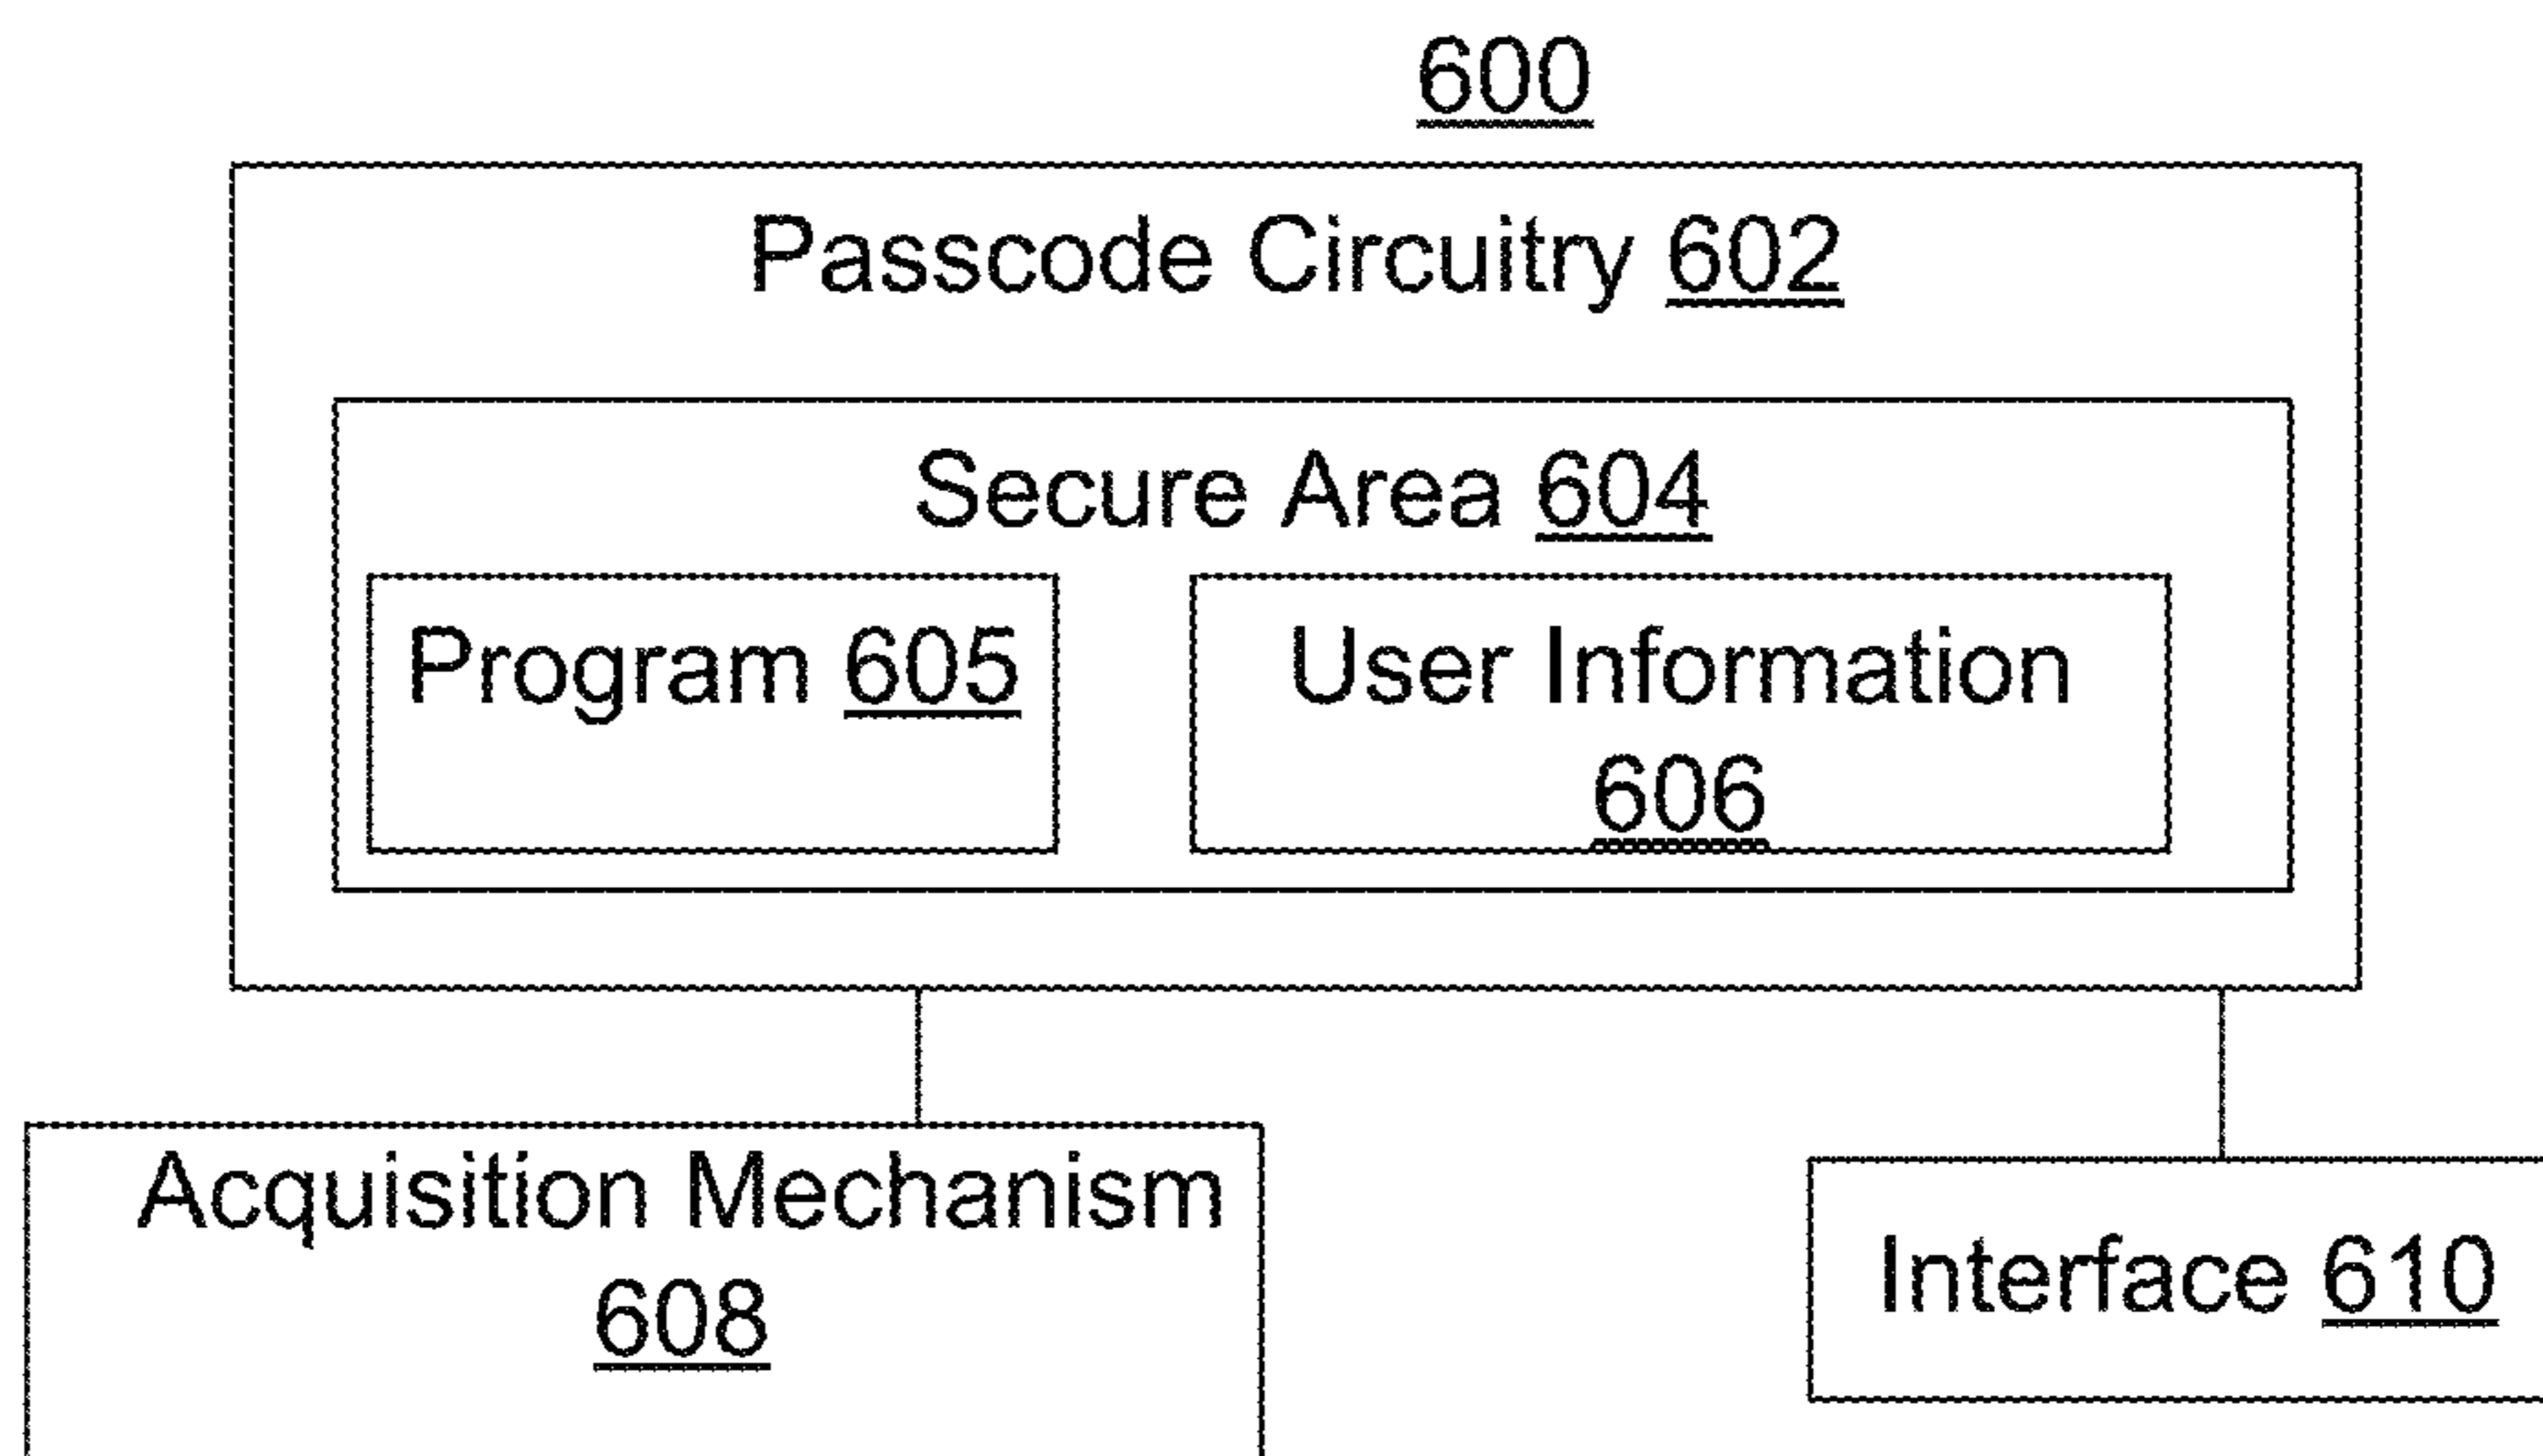 600
Passcode Circuitry 602
Secure Area 604
Program 605
User Information
606
Acquisition Mechanism
608
Interface 610